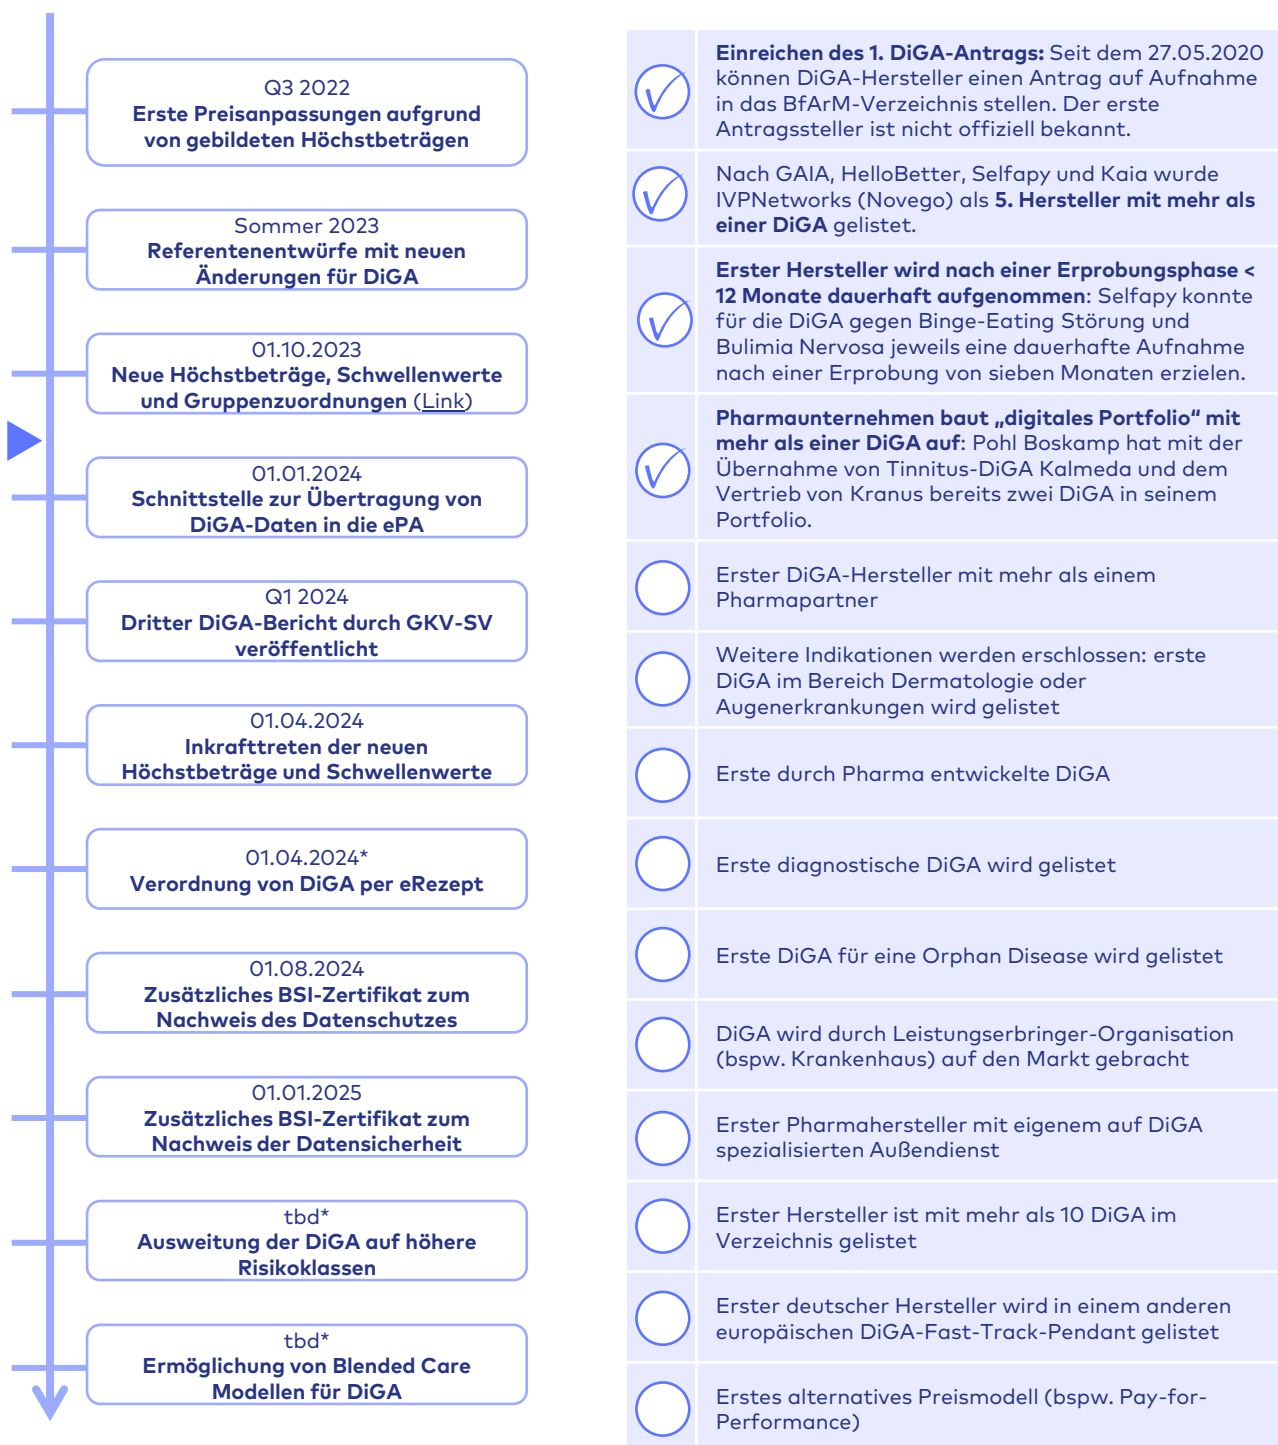 Q3 2022
Erste Preisanpassungen aufgrund
von gebildeten Höchstbeträgen
Sommer 2023
Referentenentwürfe mit neuen
Änderungen für DiGA
01.10.2023
Neue Höchstbeträge, Schwellenwerte
und Gruppenzuordnungen (Link)
01.01.2024
Schnittstelle zur Übertragung von
DiGA-Daten in die ePA
Q1 2024
Dritter DiGA-Bericht durch GKV-SV
veröffentlicht
01.04.2024
Inkrafttreten der neuen
Höchstbeträge und Schwellenwerte
01.04.2024*
Verordnung von DiGA per eRezept
01.08.2024
Zusätzliches BSI-Zertifikat zum
Nachweis des Datenschutzes
01.01.2025
Zusätzliches BSI-Zertifikat zum
Nachweis der Datensicherheit
tbd*
Ausweitung der DiGA auf höhere
Risikoklassen
tbd*
Ermöglichung von Blended Care
Modellen für DiGA
Einreichen des 1. DiGA-Antrags: Seit dem 27.05.2020
können DiGA-Hersteller einen Antrag auf Aufnahme
in das BfArM-Verzeichnis stellen. Der erste
Antragssteller ist nicht offiziell bekannt.
Nach GAIA, HelloBetter, Selfapy und Kaia wurde
IVPNetworks (Novego) als 5. Hersteller mit mehr als
einer DiGA gelistet.
Erster Hersteller wird nach einer Erprobungsphase <
12 Monate dauerhaft aufgenommen: Selfapy konnte
für die DiGA gegen Binge-Eating Störung und
Bulimia Nervosa jeweils eine dauerhafte Aufnahme
nach einer Erprobung von sieben Monaten erzielen.
Pharmaunternehmen baut „digitales Portfolio“ mit
mehr als einer DiGA auf: Pohl Boskamp hat mit der
Übernahme von Tinnitus-DiGA Kalmeda und dem
Vertrieb von Kranus bereits zwei DiGA in seinem
Portfolio.
Erster DiGA-Hersteller mit mehr als einem
Pharmapartner
Weitere Indikationen werden erschlossen: erste
DiGA im Bereich Dermatologie oder
Augenerkrankungen wird gelistet
Erste durch Pharma entwickelte DiGA
Erste diagnostische DiGA wird gelistet
Erste DiGA für eine Orphan Disease wird gelistet
DiGA wird durch Leistungserbringer-Organisation
(bspw. Krankenhaus) auf den Markt gebracht
Erster Pharmahersteller mit eigenem auf DiGA
spezialisierten Außendienst
Erster Hersteller ist mit mehr als 10 DiGA im
Verzeichnis gelistet
Erster deutscher Hersteller wird in einem anderen
europäischen DiGA-Fast-Track-Pendant gelistet
Erstes alternatives Preismodell (bspw. Pay-for-
Performance)